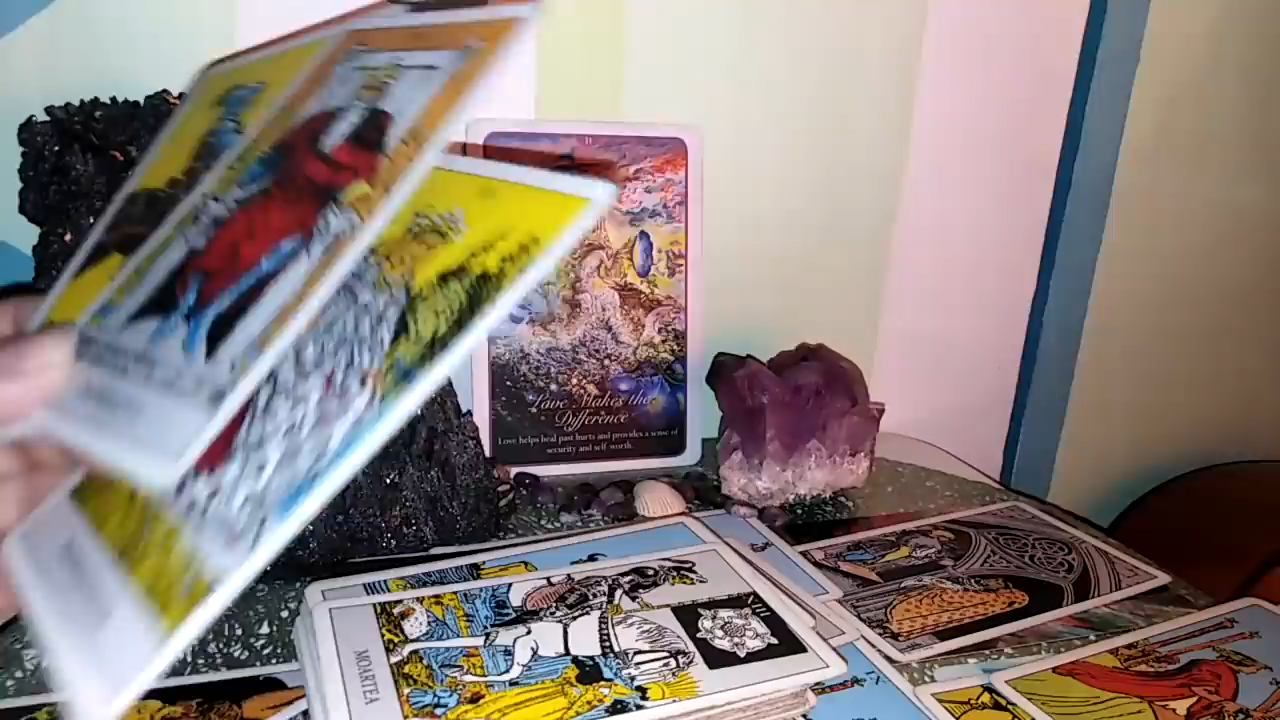 II
Love Makes the
Difference
Love helps heal past hurts and provides a sense of
security and self-worth.
MOARTEA